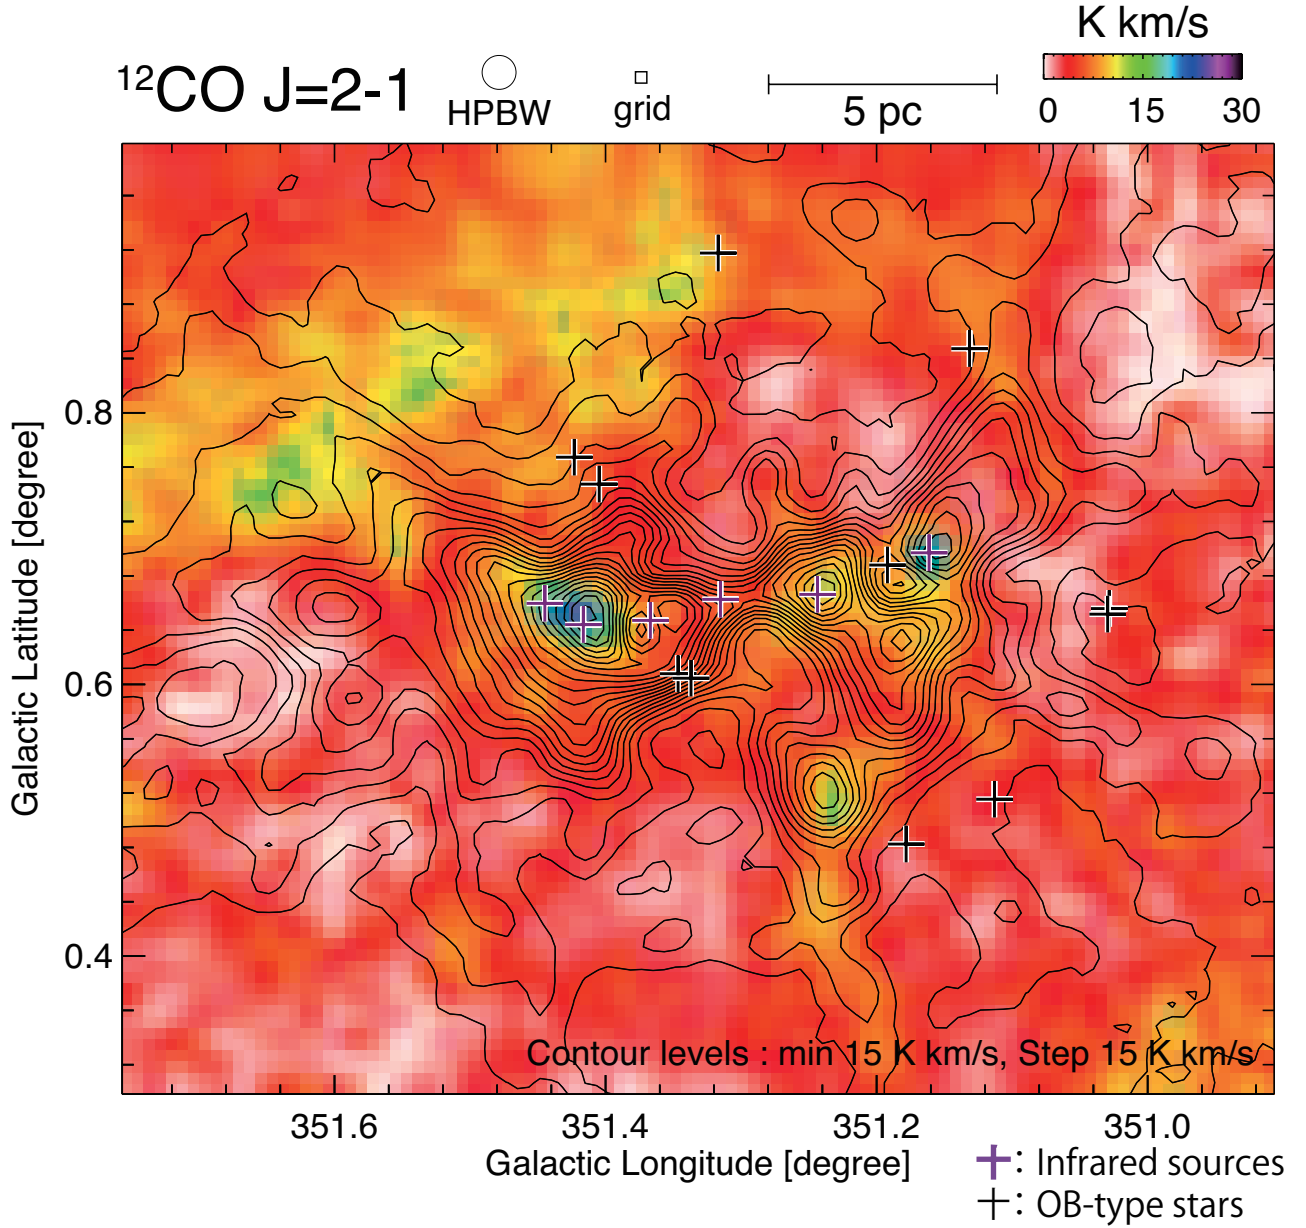 K km/s
¹²CO J=2-1
HPBW
grid
5 pc
0 15 30
0.8
0.6
0.4
Galactic Latitude [degree]
Contour levels : min 15 K km/s, Step 15 K km/s
351.6 351.4 351.2 351.0
Galactic Longitude [degree]
: Infrared sources
: OB-type stars